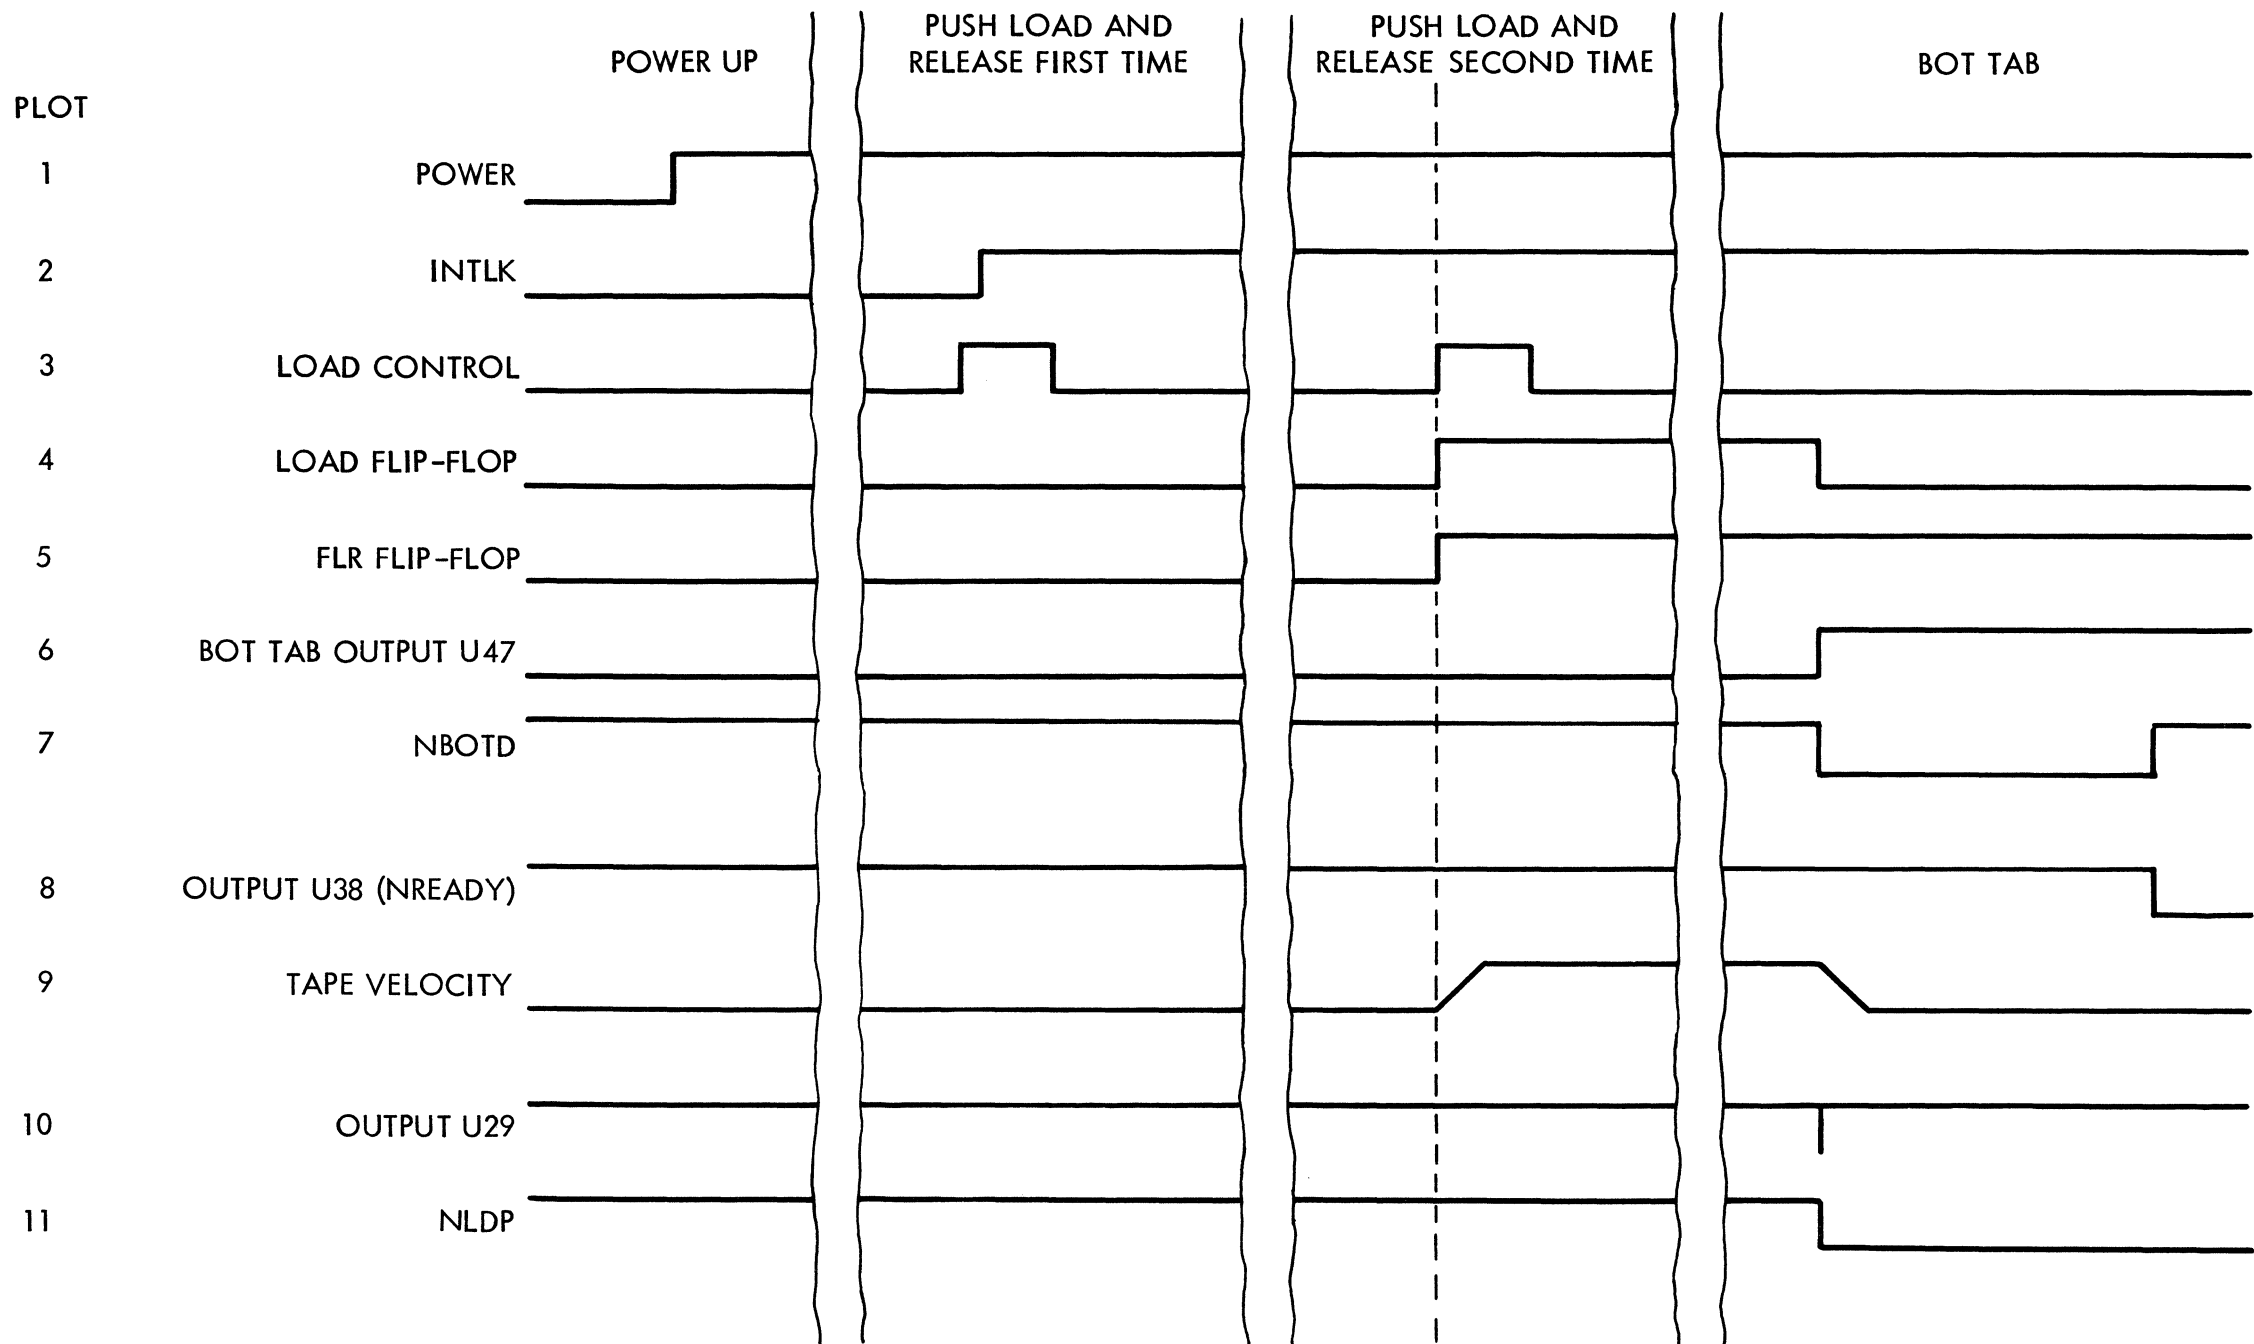 POWER UP
PUSH LOAD AND
RELEASE FIRST TIME
PUSH LOAD AND
RELEASE SECOND TIME
BOT TAB
PLOT
1 POWER
2 INTLK
3 LOAD CONTROL
4 LOAD FLIP-FLOP
5 FLR FLIP-FLOP
6 BOT TAB OUTPUT U47
7 NBOTD
8 OUTPUT U38 (NREADY)
9 TAPE VELOCITY
10 OUTPUT U29
11 NLDP